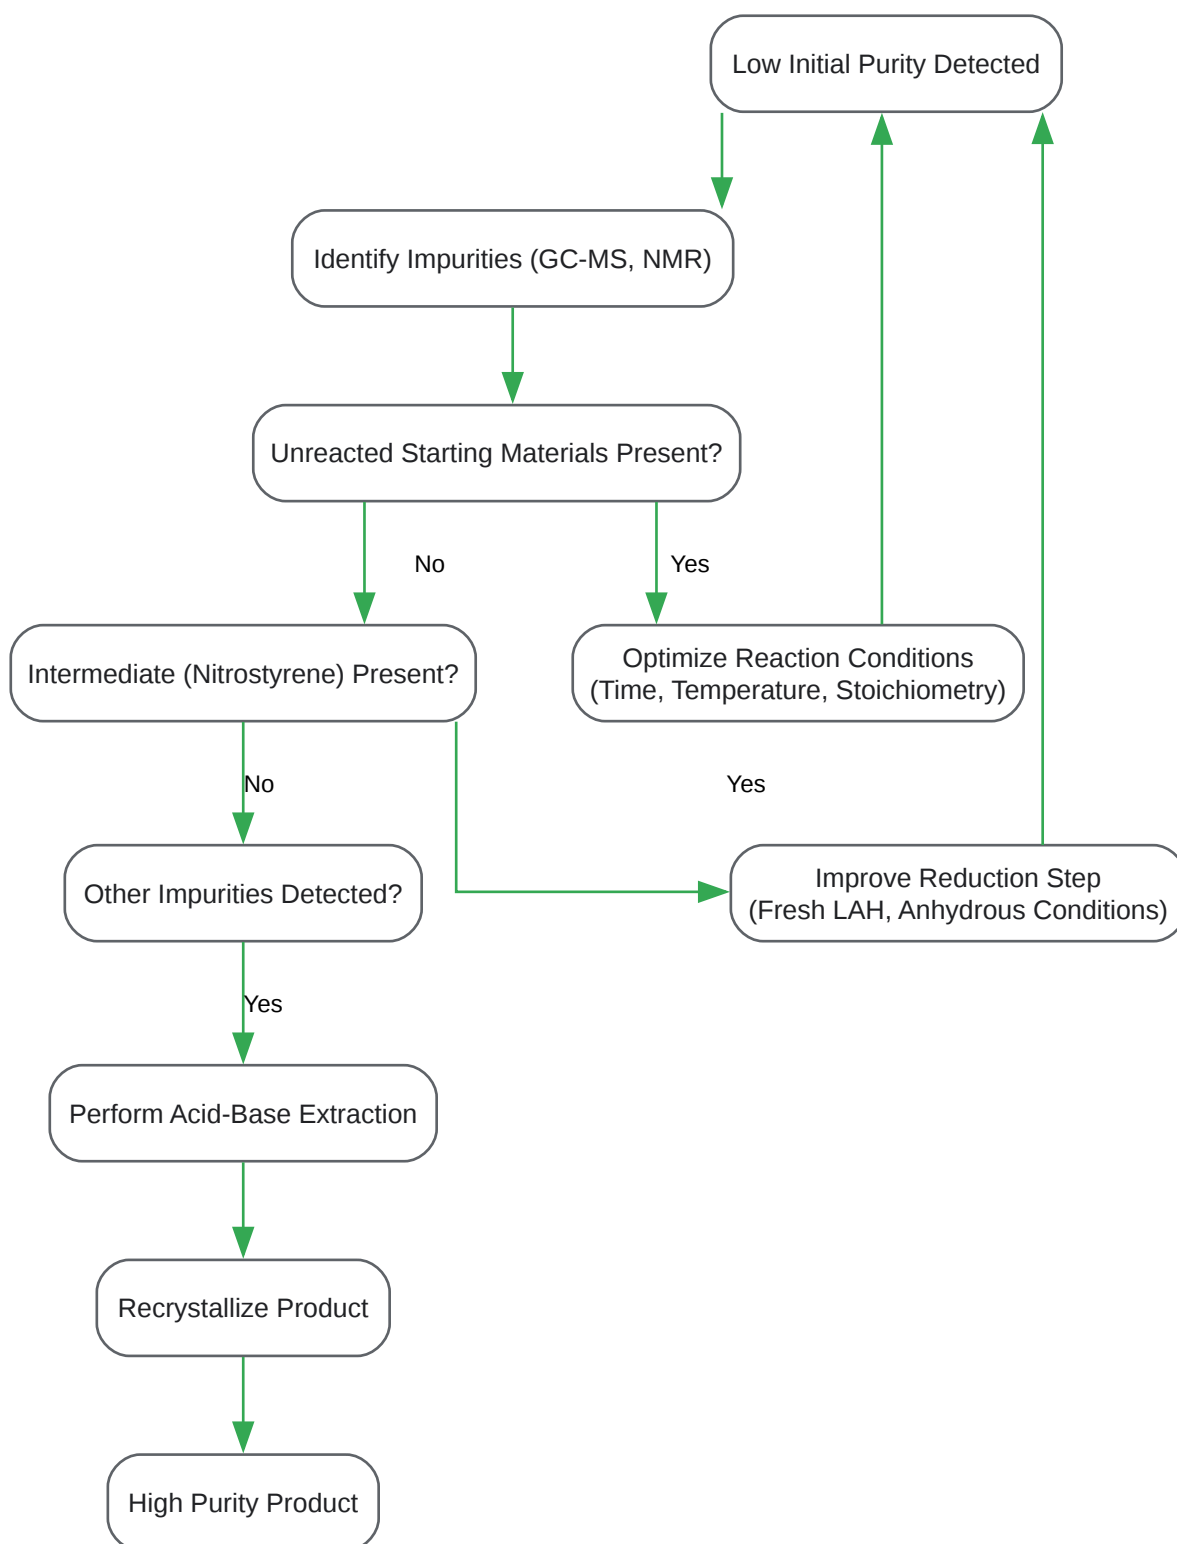 Low Initial Purity Detected
Identify Impurities (GC-MS, NMR)
Unreacted Starting Materials Present?
No
Yes
Intermediate (Nitrostyrene) Present?
Optimize Reaction Conditions
(Time, Temperature, Stoichiometry)
No
Yes
Other Impurities Detected?
Improve Reduction Step
(Fresh LAH, Anhydrous Conditions)
Yes
Perform Acid-Base Extraction
Recrystallize Product
High Purity Product